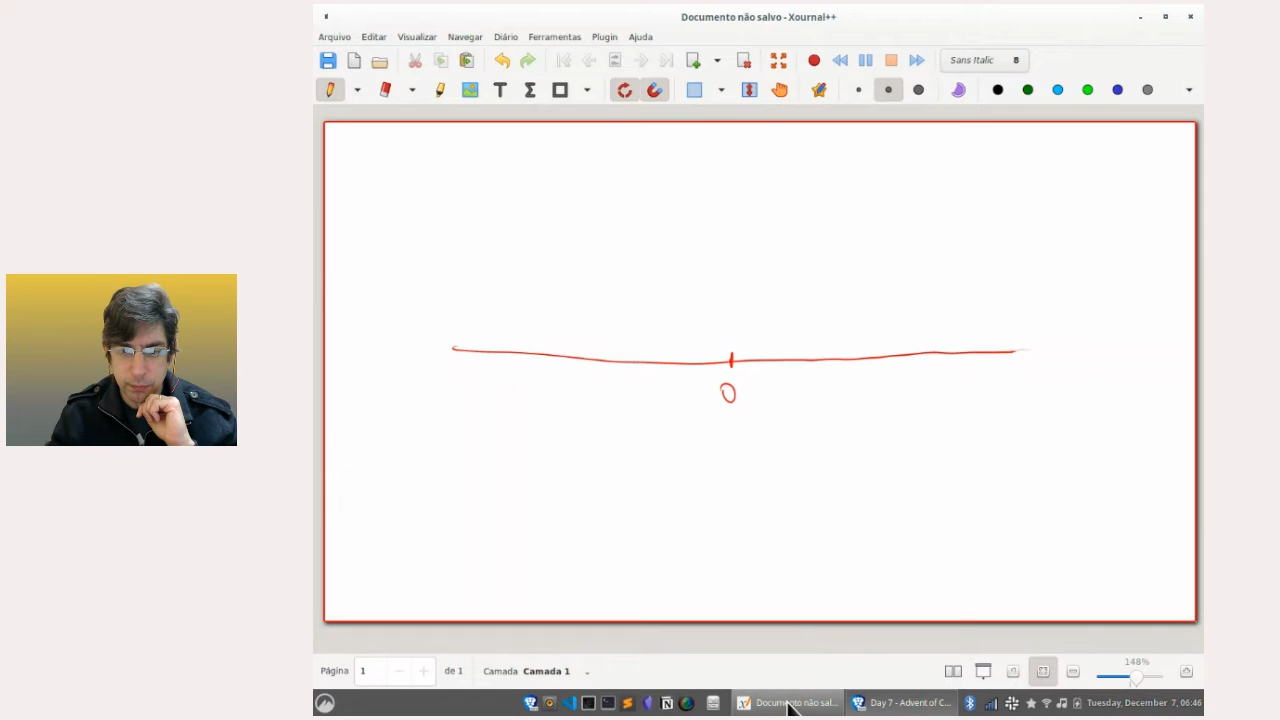 Documento não salvo - Xournal++
Arquivo Editar Visualizar Navegar Diário Ferramentas Plugin Ajuda
Sans Italic 8
0
Página 1 de 1 Camada Camada 1 148%
Documento não sal... Day 7 - Advent of C... Tuesday, December 7, 06:46